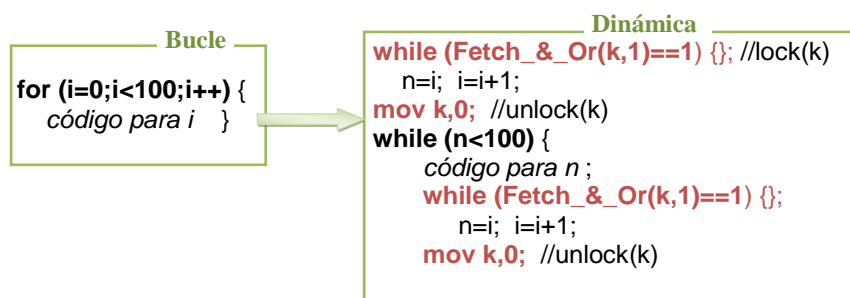 Bucle
for (i=0;i<100;i++) {
código para i }
Dinámica
while (Fetch_&_Or(k,1)==1) {}; //lock(k)
n=i; i=i+1;
mov k,0; //unlock(k)
while (n<100) {
código para n ;
while (Fetch_&_Or(k,1)==1) {};
n=i; i=i+1;
mov k,0; //unlock(k)